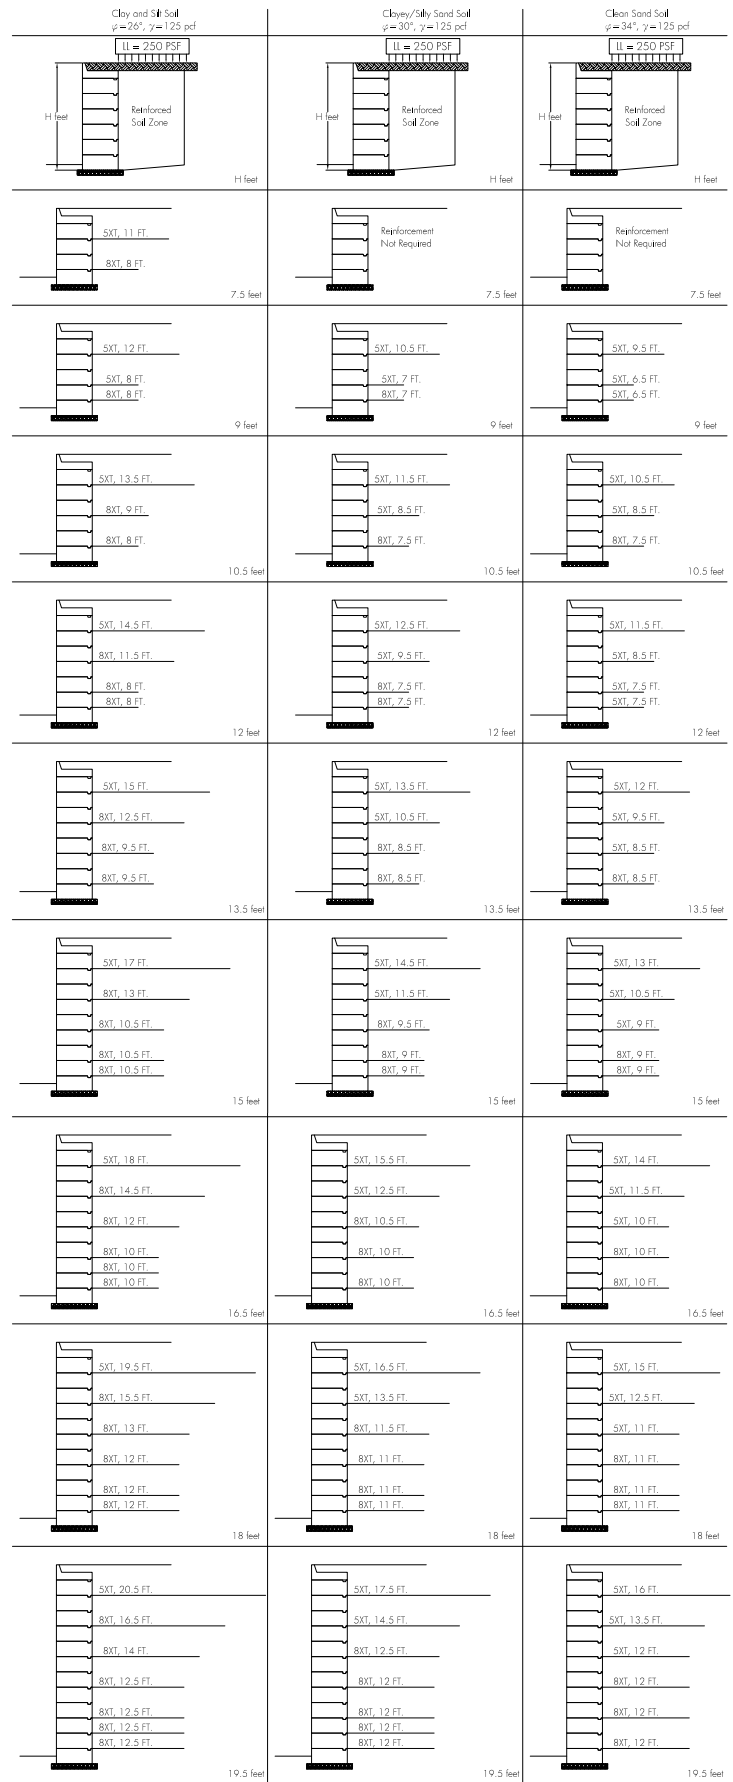 Clay and Silt Soil
φ=26°, γ=125 pcf
LL = 250 PSF
H feet
Reinforced
Soil Zone
H feet
Clayey/Silty Sand Soil
φ=30°, γ=125 pcf
LL = 250 PSF
H feet
Reinforced
Soil Zone
H feet
Clean Sand Soil
φ=34°, γ=125 pcf
LL = 250 PSF
H feet
Reinforced
Soil Zone
H feet
5XT, 11 FT.
8XT, 8 FT.
7.5 feet
Reinforcement
Not Required
7.5 feet
Reinforcement
Not Required
7.5 feet
5XT, 12 FT.
5XT, 8 FT.
8XT, 8 FT.
9 feet
5XT, 10.5 FT.
5XT, 7 FT.
8XT, 7 FT.
9 feet
5XT, 9.5 FT.
5XT, 6.5 FT.
5XT, 6.5 FT.
9 feet
5XT, 13.5 FT.
8XT, 9 FT.
8XT, 8 FT.
10.5 feet
5XT, 11.5 FT.
5XT, 8.5 FT.
8XT, 7.5 FT.
10.5 feet
5XT, 10.5 FT.
5XT, 8.5 FT.
8XT, 7.5 FT.
10.5 feet
5XT, 14.5 FT.
8XT, 11.5 FT.
8XT, 8 FT.
8XT, 8 FT.
12 feet
5XT, 12.5 FT.
5XT, 9.5 FT.
8XT, 7.5 FT.
8XT, 7.5 FT.
12 feet
5XT, 11.5 FT.
5XT, 8.5 FT.
5XT, 7.5 FT.
5XT, 7.5 FT.
12 feet
5XT, 15 FT.
8XT, 12.5 FT.
8XT, 9.5 FT.
8XT, 9.5 FT.
13.5 feet
5XT, 13.5 FT.
5XT, 10.5 FT.
8XT, 8.5 FT.
8XT, 8.5 FT.
13.5 feet
5XT, 12 FT.
5XT, 9.5 FT.
5XT, 8.5 FT.
8XT, 8.5 FT.
13.5 feet
5XT, 17 FT.
8XT, 13 FT.
8XT, 10.5 FT.
8XT, 10.5 FT.
8XT, 10.5 FT.
15 feet
5XT, 14.5 FT.
5XT, 11.5 FT.
8XT, 9.5 FT.
8XT, 9 FT.
8XT, 9 FT.
15 feet
5XT, 13 FT.
5XT, 10.5 FT.
5XT, 9 FT.
8XT, 9 FT.
8XT, 9 FT.
15 feet
5XT, 18 FT.
8XT, 14.5 FT.
8XT, 12 FT.
8XT, 10 FT.
8XT, 10 FT.
8XT, 10 FT.
16.5 feet
5XT, 15.5 FT.
5XT, 12.5 FT.
8XT, 10.5 FT.
8XT, 10 FT.
8XT, 10 FT.
16.5 feet
5XT, 14 FT.
5XT, 11.5 FT.
5XT, 10 FT.
8XT, 10 FT.
8XT, 10 FT.
16.5 feet
5XT, 19.5 FT.
8XT, 15.5 FT.
8XT, 13 FT.
8XT, 12 FT.
8XT, 12 FT.
8XT, 12 FT.
18 feet
5XT, 16.5 FT.
5XT, 13.5 FT.
8XT, 11.5 FT.
8XT, 11 FT.
8XT, 11 FT.
8XT, 11 FT.
18 feet
5XT, 15 FT.
5XT, 12.5 FT.
5XT, 11 FT.
8XT, 11 FT.
8XT, 11 FT.
8XT, 11 FT.
18 feet
5XT, 20.5 FT.
8XT, 16.5 FT.
8XT, 14 FT.
8XT, 12.5 FT.
8XT, 12.5 FT.
8XT, 12.5 FT.
8XT, 12.5 FT.
19.5 feet
5XT, 17.5 FT.
5XT, 14.5 FT.
8XT, 12.5 FT.
8XT, 12 FT.
8XT, 12 FT.
8XT, 12 FT.
8XT, 12 FT.
19.5 feet
5XT, 16 FT.
5XT, 13.5 FT.
5XT, 12 FT.
8XT, 12 FT.
8XT, 12 FT.
8XT, 12 FT.
19.5 feet